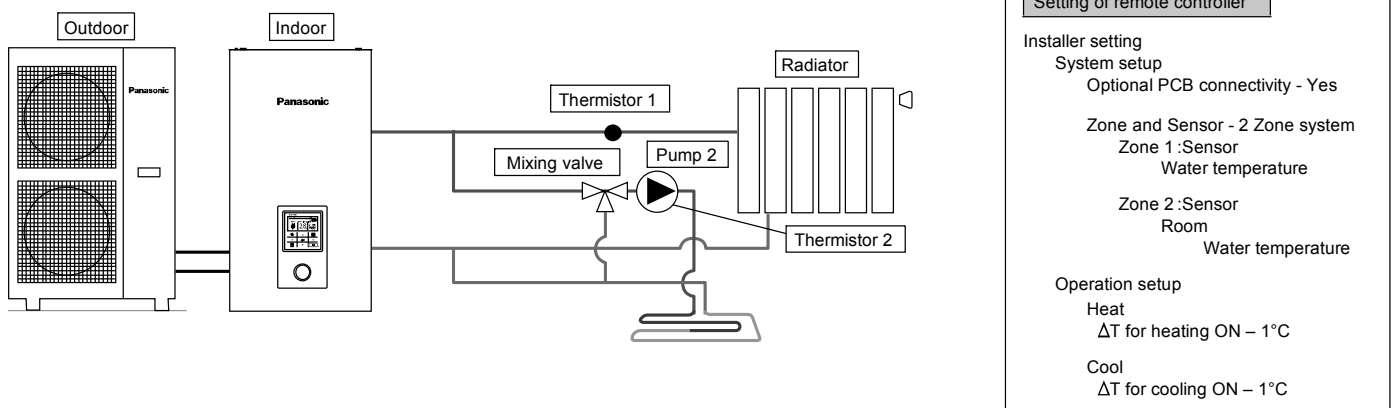 Outdoor
Indoor
Panasonic
Panasonic
Thermistor 1
Radiator
Mixing valve
Pump 2
Thermistor 2
Setting of remote controller
Installer setting
System setup
Optional PCB connectivity - Yes
Zone and Sensor - 2 Zone system
Zone 1 :Sensor
Water temperature
Zone 2 :Sensor
Room
Water temperature
Operation setup
Heat
ΔT for heating ON – 1°C
Cool
ΔT for cooling ON – 1°C